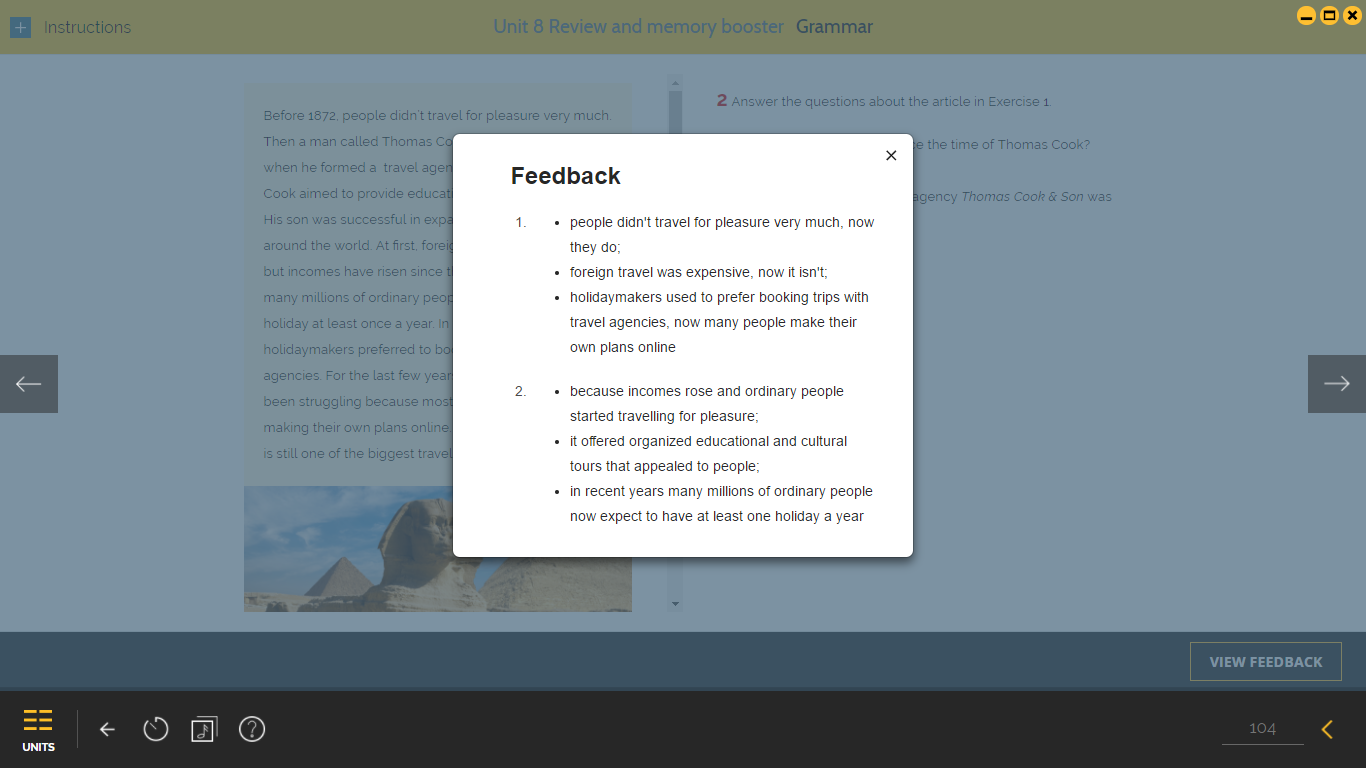 Instructions
Unit 8 Review and memory booster Grammar
Before 1872, people didn't travel for pleasure very much.
Then a man called Thomas
when he formed a travel
Cook aimed to provide
His son was successful in
around the world. At first,
but incomes have risen since
many millions of ordinary
holiday at least once a year. In
holidaymakers preferred to
agencies. For the last few
been struggling because most
making their own plans online.
is still one of the biggest
2 Answer the questions about the article in Exercise 1.
the time of Thomas Cook?
agency Thomas Cook & Son was
Feedback
1. • people didn't travel for pleasure very much, now
they do;
• foreign travel was expensive, now it isn't;
• holidaymakers used to prefer booking trips with
travel agencies, now many people make their
own plans online
2. • because incomes rose and ordinary people
started travelling for pleasure;
• it offered organized educational and cultural
tours that appealed to people;
• in recent years many millions of ordinary people
now expect to have at least one holiday a year
VIEW FEEDBACK
UNITS
104